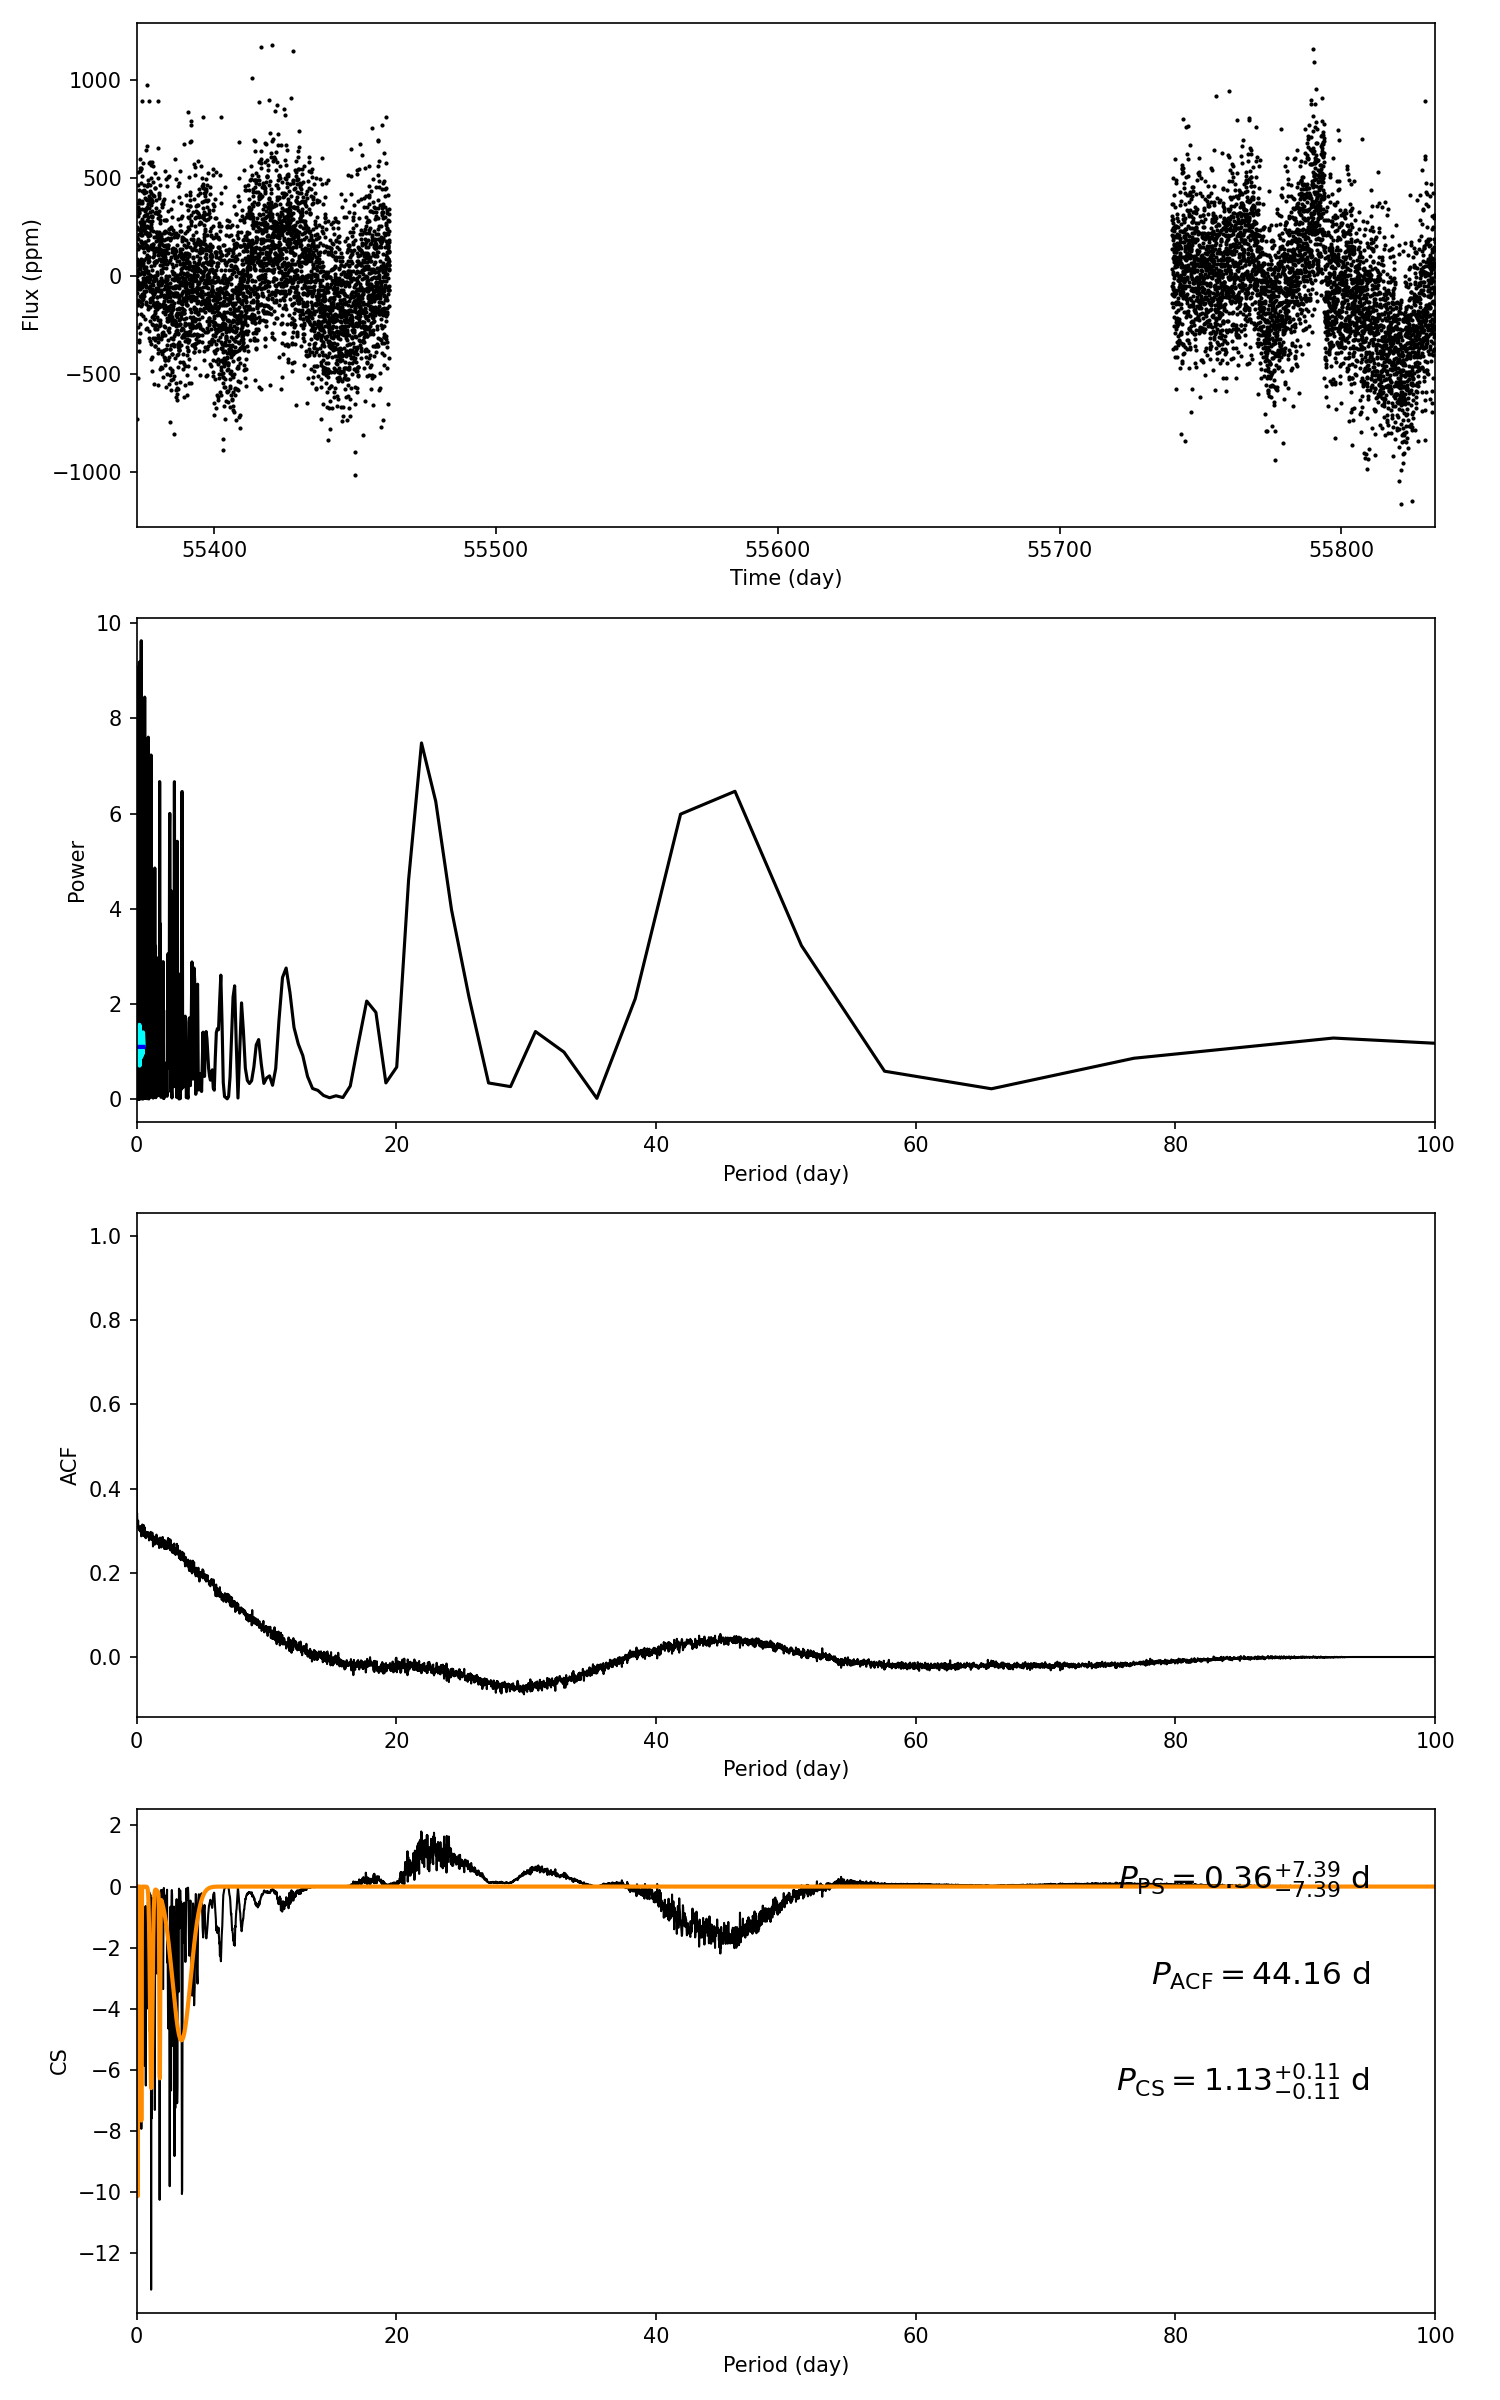 1000
500
0
−500
−1000
Flux (ppm)
55400 55500 55600 55700 55800
Time (day)
10
8
6
4
2
0
Power
0 20 40 60 80 100
Period (day)
1.0
0.8
0.6
0.4
0.2
0.0
ACF
0 20 40 60 80 100
Period (day)
2
0
−2
−4
−6
−8
−10
−12
CS
P_PS = 0.36 +7.39 −7.39 d
P_ACF = 44.16 d
P_CS = 1.13 +0.11 −0.11 d
0 20 40 60 80 100
Period (day)